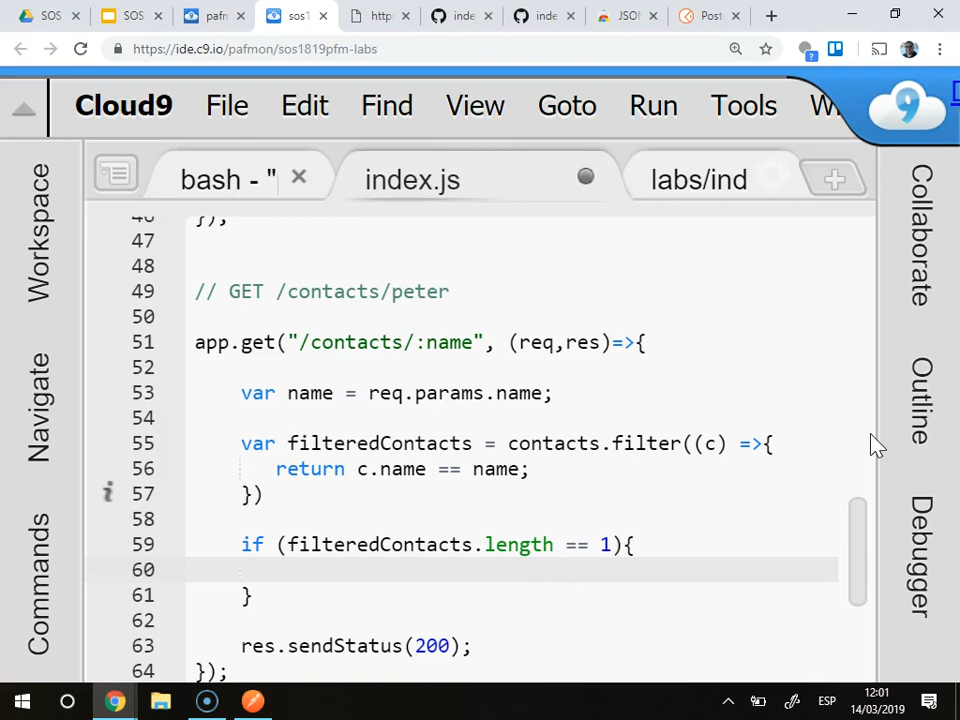 SOS
SOS
pafm
sos1
http
inde
inde
JSON
Post
https://ide.c9.io/pafmon/sos1819pfm-labs
Cloud9 File Edit Find View Goto Run Tools
9
bash - " index.js labs/ind
Workspace
Navigate
Commands
Collaborate
Outline
Debugger
46 });
47
48
49 // GET /contacts/peter
50
51 app.get("/contacts/:name", (req,res)=>{
52
53 var name = req.params.name;
54
55 var filteredContacts = contacts.filter((c) =>{
56 return c.name == name;
57 })
58
59 if (filteredContacts.length == 1){
60
61 }
62
63 res.sendStatus(200);
64 });
ESP
12:01
14/03/2019